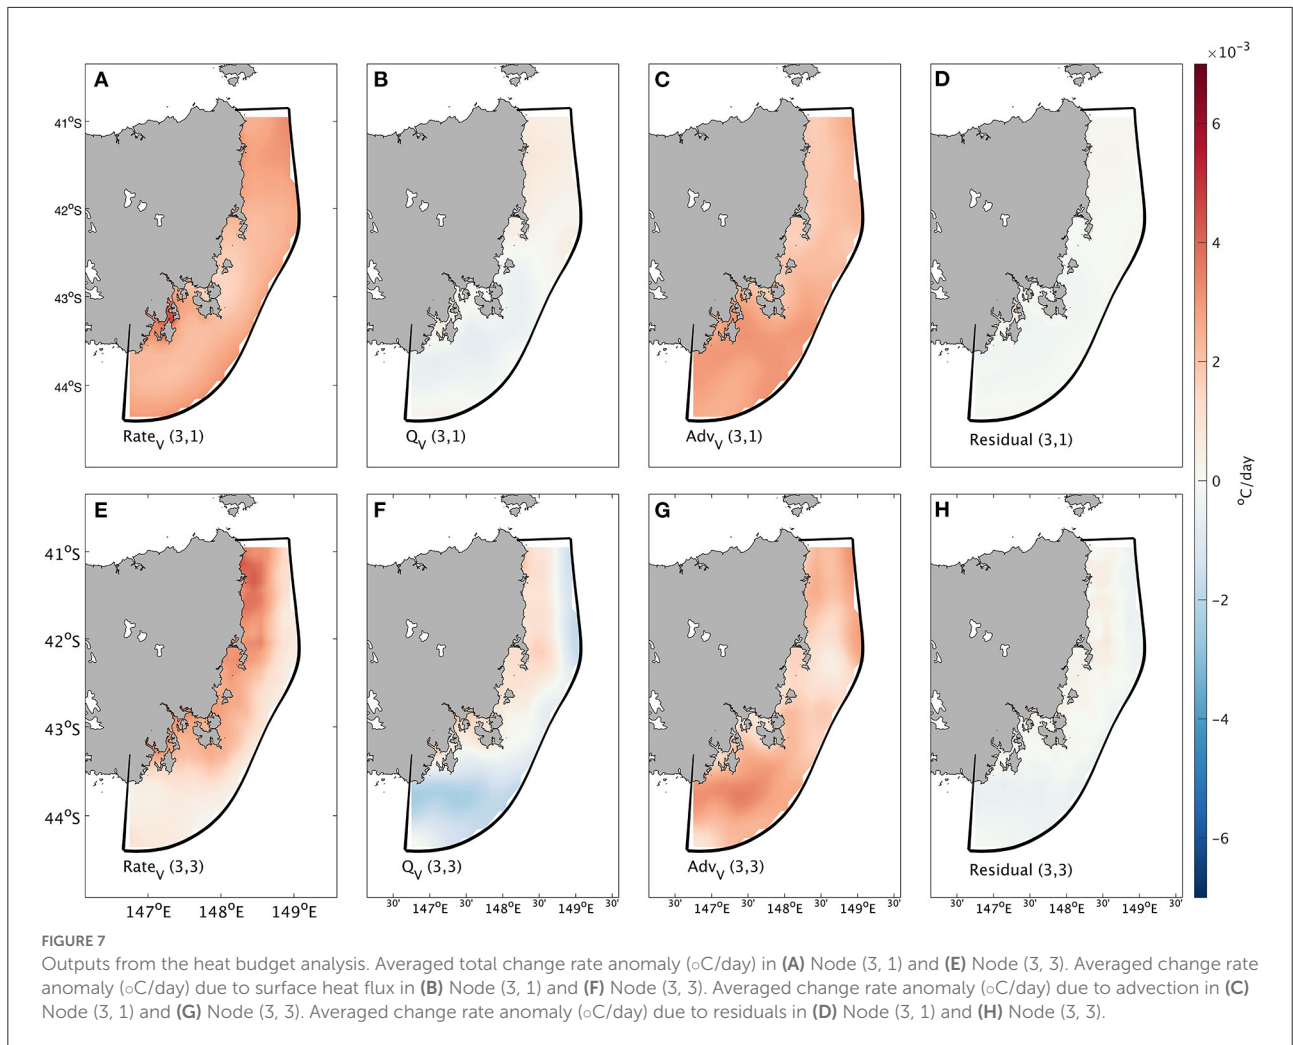 ×10⁻³
A
B
C
D
41°S
42°S
43°S
44°S
Rate_V (3,1)
Q_V (3,1)
Adv_V (3,1)
Residual (3,1)
6
4
2
0
−2
−4
−6
°C/day
E
F
G
H
41°S
42°S
43°S
44°S
Rate_V (3,3)
Q_V (3,3)
Adv_V (3,3)
Residual (3,3)
147°E 148°E 149°E
30' 147°E 30' 148°E 30' 149°E 30'
30' 147°E 30' 148°E 30' 149°E 30'
30' 147°E 30' 148°E 30' 149°E 30'
FIGURE 7
Outputs from the heat budget analysis. Averaged total change rate anomaly (◦C/day) in (A) Node (3, 1) and (E) Node (3, 3). Averaged change rate
anomaly (◦C/day) due to surface heat flux in (B) Node (3, 1) and (F) Node (3, 3). Averaged change rate anomaly (◦C/day) due to advection in (C)
Node (3, 1) and (G) Node (3, 3). Averaged change rate anomaly (◦C/day) due to residuals in (D) Node (3, 1) and (H) Node (3, 3).